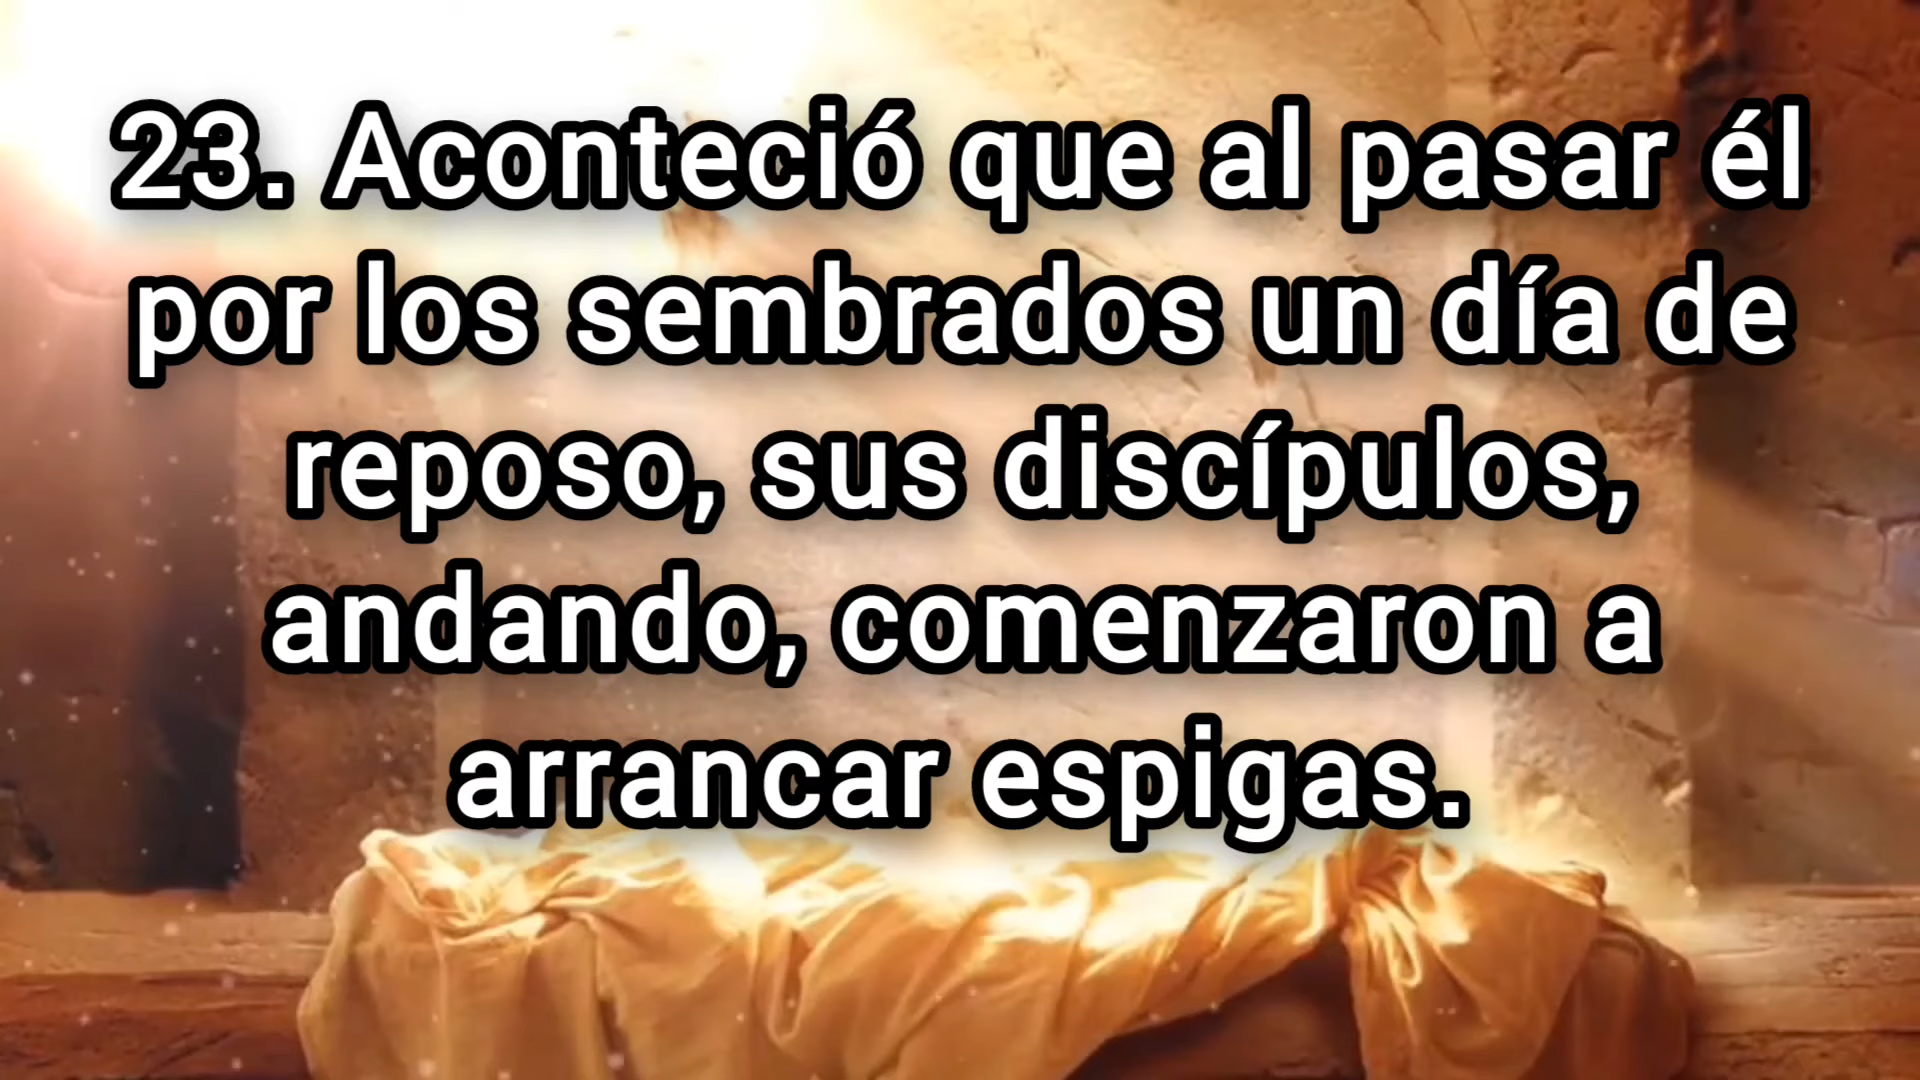 23. Aconteció que al pasar él
por los sembrados un día de
reposo, sus discípulos,
andando, comenzaron a
arrancar espigas.